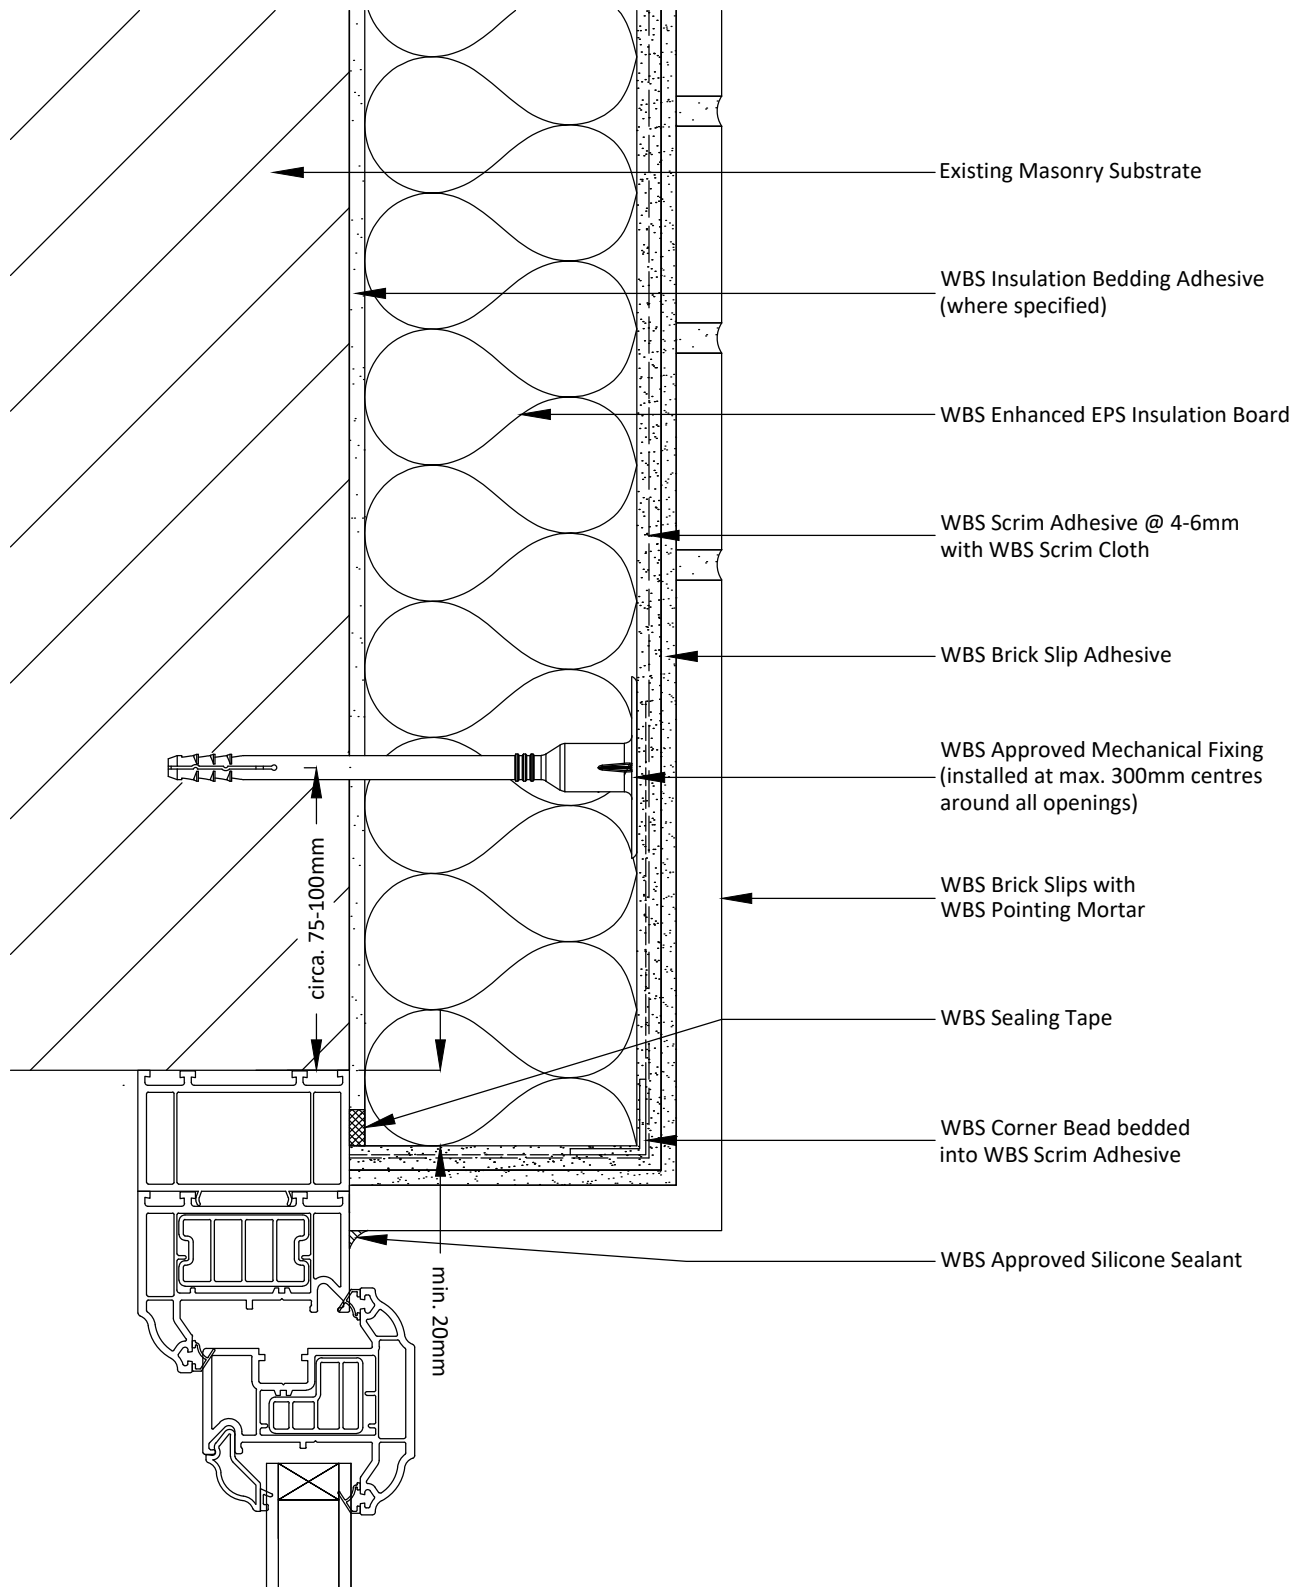 Existing Masonry Substrate
WBS Insulation Bedding Adhesive
(where specified)
WBS Enhanced EPS Insulation Board
WBS Scrim Adhesive @ 4-6mm
with WBS Scrim Cloth
WBS Brick Slip Adhesive
WBS Approved Mechanical Fixing
(installed at max. 300mm centres
around all openings)
circa. 75-100mm
WBS Brick Slips with
WBS Pointing Mortar
WBS Sealing Tape
WBS Corner Bead bedded
into WBS Scrim Adhesive
WBS Approved Silicone Sealant
min. 20mm